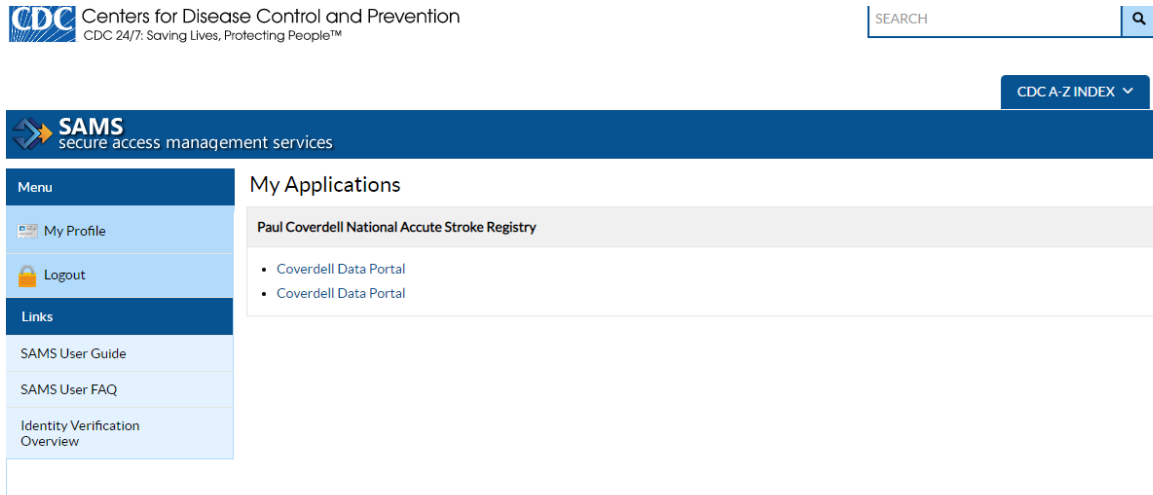 CDC
Centers for Disease Control and Prevention
CDC 24/7: Saving Lives, Protecting People™
SEARCH
CDC A-Z INDEX
SAMS
secure access management services
Menu
My Profile
Logout
Links
SAMS User Guide
SAMS User FAQ
Identity Verification
Overview
My Applications
Paul Coverdell National Accute Stroke Registry
• Coverdell Data Portal
• Coverdell Data Portal